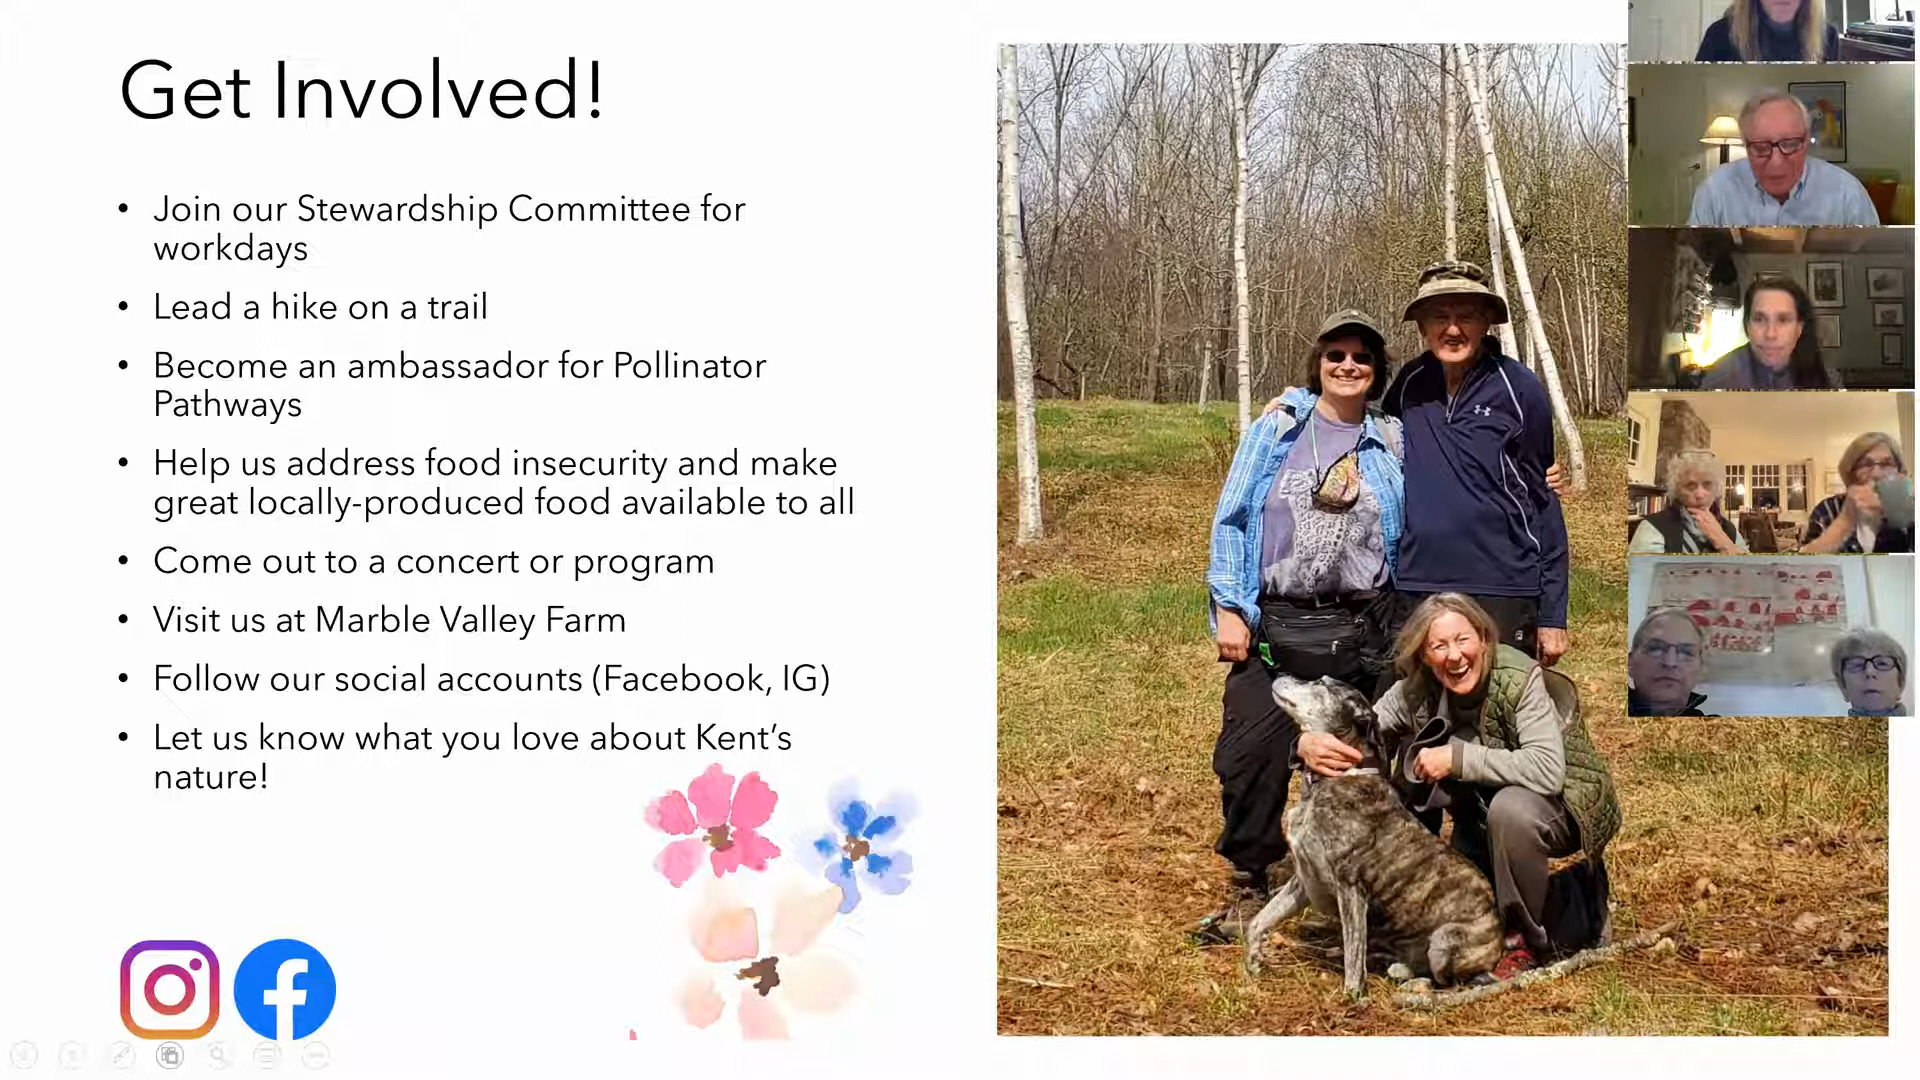 Get Involved!
• Join our Stewardship Committee for
workdays
• Lead a hike on a trail
• Become an ambassador for Pollinator
Pathways
• Help us address food insecurity and make
great locally-produced food available to all
• Come out to a concert or program
• Visit us at Marble Valley Farm
• Follow our social accounts (Facebook, IG)
• Let us know what you love about Kent’s
nature!